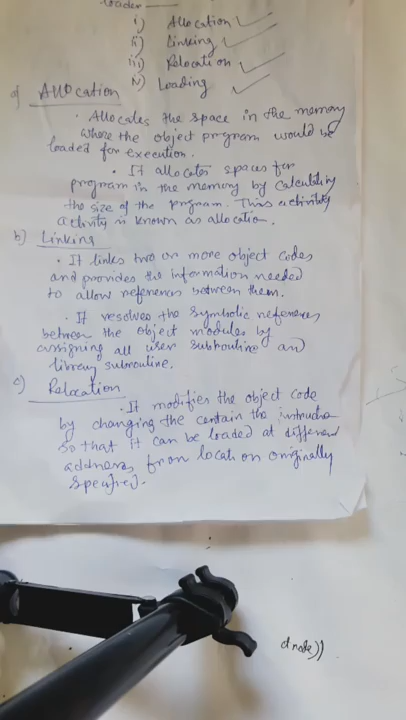 loader
i) Allocation
ii) Linking
iii) Relocation
iv) Loading
a) Allocation
· Allocates the space in the memory
where the object program would be
loaded for execution.
· It allocates spaces for
program in the memory by calculating
the size of the program. This activity
activity is known as allocation.
b) Linking
· It links two or more object codes
and provides the information needed
to allow references between them.
· It resolves the symbolic references
between the object modules by
assigning all user subroutine and
library subroutine.
c) Relocation
· It modifies the object code
by changing the certain the
so that it can be loaded at different
address, from location originally
specified.
ct node))